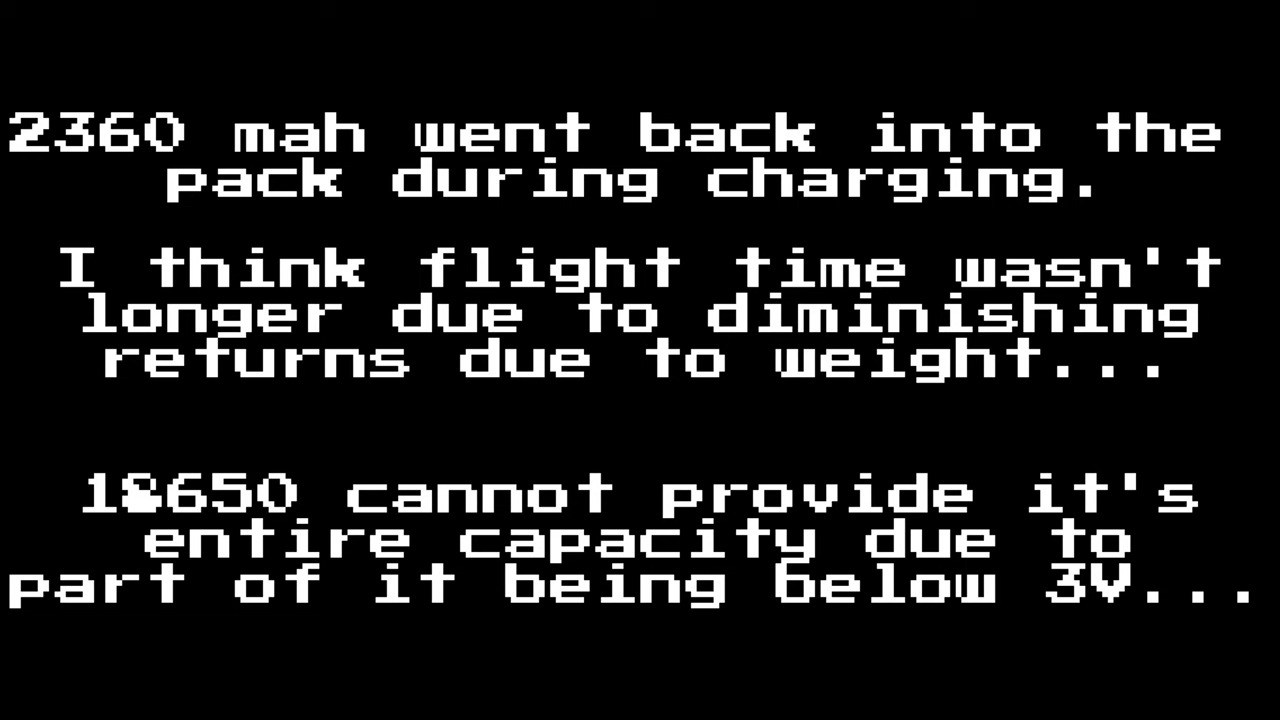 2360 mah went back into the
pack during charging.
I think flight time wasn't
longer due to diminishing
returns due to weight...
18650 cannot provide it's
entire capacity due to
part of it being below 3V...